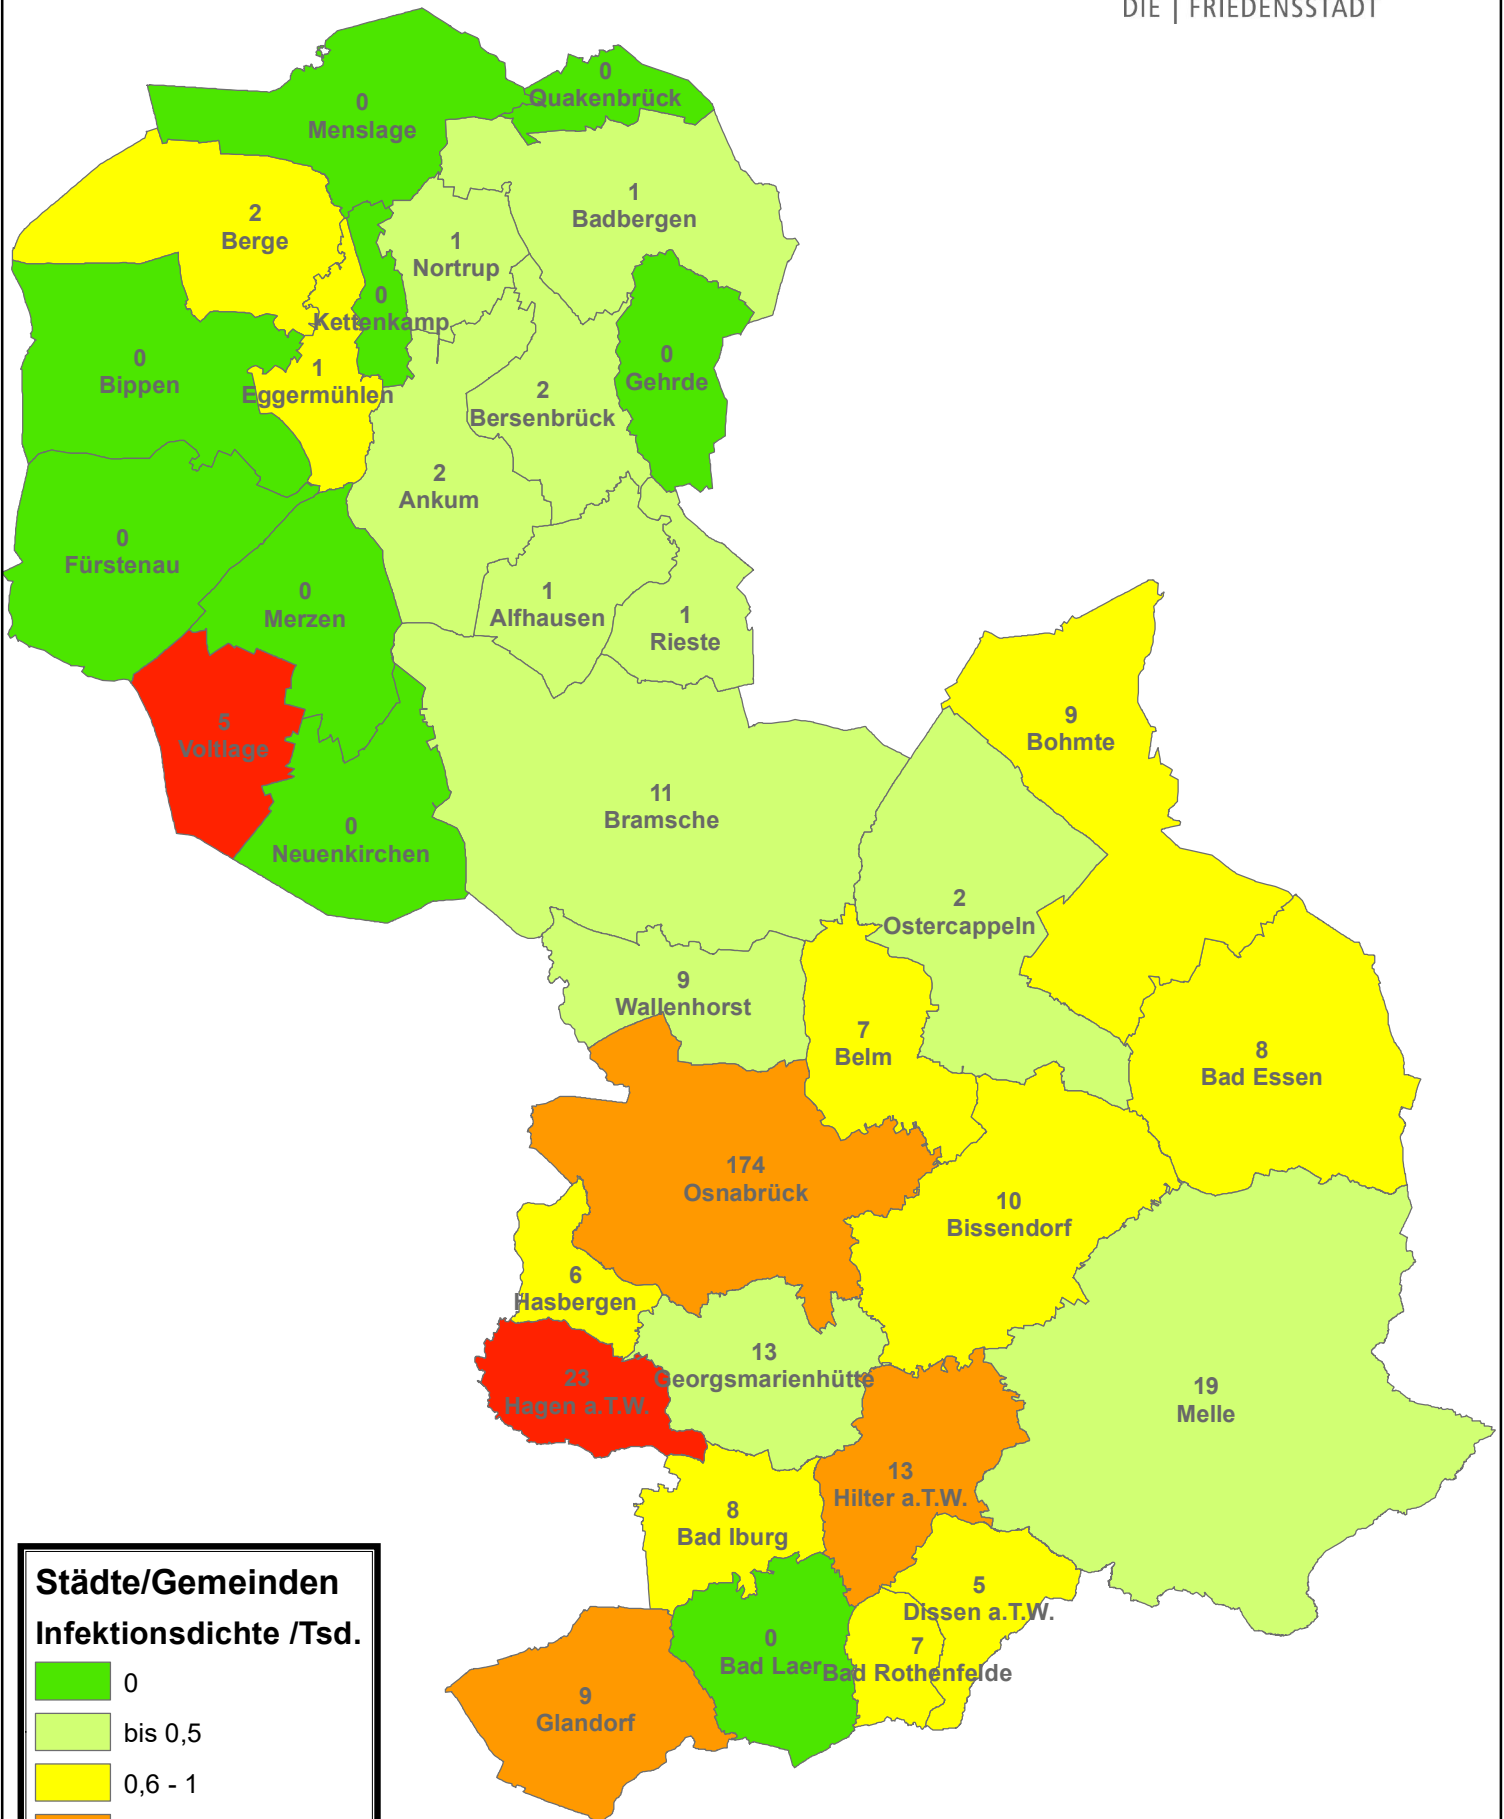 DIE | FRIEDENSSTADT
0
Quakenbrück
0
Menslage
1
Badbergen
2
Berge
1
Nortrup
0
Kettenkamp
0
Bippen
1
Eggermühlen
0
Gehrde
2
Bersenbrück
2
Ankum
0
Fürstenau
0
Merzen
1
Alfhausen
1
Rieste
5
Voltlage
9
Bohmte
11
Bramsche
0
Neuenkirchen
2
Ostercappeln
9
Wallenhorst
7
Belm
8
Bad Essen
174
Osnabrück
10
Bissendorf
6
Hasbergen
13
Georgsmarienhütte
23
Hagen a.T.W.
19
Melle
13
Hilter a.T.W.
8
Bad Iburg
5
Dissen a.T.W.
0
Bad Laer
7
Bad Rothenfelde
9
Glandorf
Städte/Gemeinden
Infektionsdichte /Tsd.
0
bis 0,5
0,6 - 1